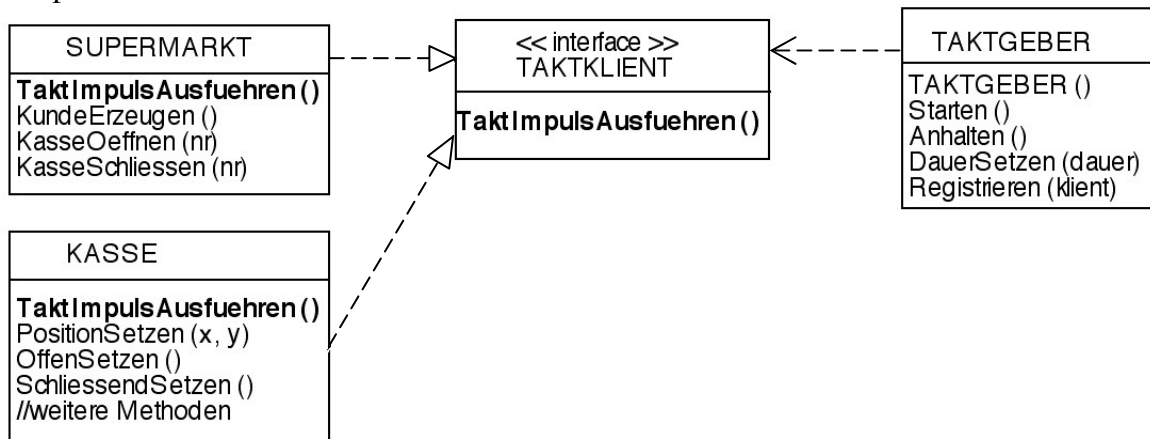 SUPERMARKT
TaktImpulsAusfuehren ()
KundeErzeugen ()
KasseOeffnen (nr)
KasseSchliessen (nr)
<< interface >>
TAKTKLIENT
TaktImpulsAusfuehren ()
TAKTGEBER
TAKTGEBER ()
Starten ()
Anhalten ()
DauerSetzen (dauer)
Registrieren (klient)
KASSE
TaktImpulsAusfuehren ()
PositionSetzen (x, y)
OffenSetzen ()
SchliessendSetzen ()
//weitere Methoden